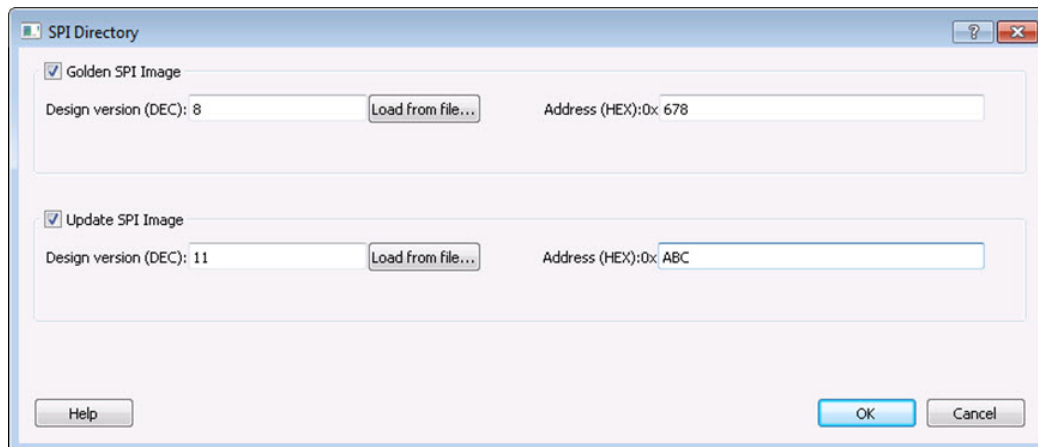 SPI Directory
Golden SPI Image
Design version (DEC): 8 Load from file... Address (HEX):0x 678
Update SPI Image
Design version (DEC): 11 Load from file... Address (HEX):0x ABC
Help OK Cancel